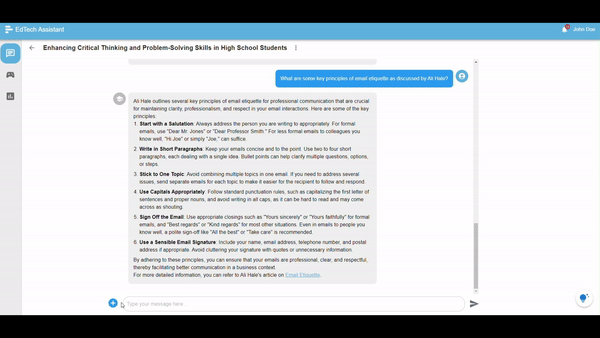 EdTech Assistant
John Doe
Enhancing Critical Thinking and Problem-Solving Skills in High School Students
What are some key principles of email etiquette as discussed by Ali Hale?
Ali Hale outlines several key principles of email etiquette for professional communication that are crucial
for maintaining clarity, professionalism, and respect in your email interactions. Here are some of the key
principles:
1. Start with a Salutation: Always address the person you are writing to appropriately. For formal
emails, use "Dear Mr. Jones" or "Dear Professor Smith." For less formal emails to colleagues you
know well, "Hi Joe" or simply "Joe," can suffice.
2. Write in Short Paragraphs: Keep your emails concise and to the point. Use two to four short
paragraphs, each dealing with a single idea. Bullet points can help clarify multiple questions, options,
or steps.
3. Stick to One Topic: Avoid combining multiple topics in one email. If you need to address several
issues, send separate emails for each topic to make it easier for the recipient to follow and respond.
4. Use Capitals Appropriately: Follow standard punctuation rules, such as capitalizing the first letter of
sentences and proper nouns, and avoid writing in all caps, as it can be hard to read and may come
across as shouting.
5. Sign Off the Email: Use appropriate closings such as "Yours sincerely" or "Yours faithfully" for formal
emails, and "Best regards" or "Kind regards" for most other situations. Even in emails to people you
know well, a polite sign-off like "All the best" or "Take care" is recommended.
6. Use a Sensible Email Signature: Include your name, email address, telephone number, and postal
address if appropriate. Avoid cluttering your signature with quotes or unnecessary information.
By adhering to these principles, you can ensure that your emails are professional, clear, and respectful,
thereby facilitating better communication in a business context.
For more detailed information, you can refer to Ali Hale's article on Email Etiquette.
Type your message here...